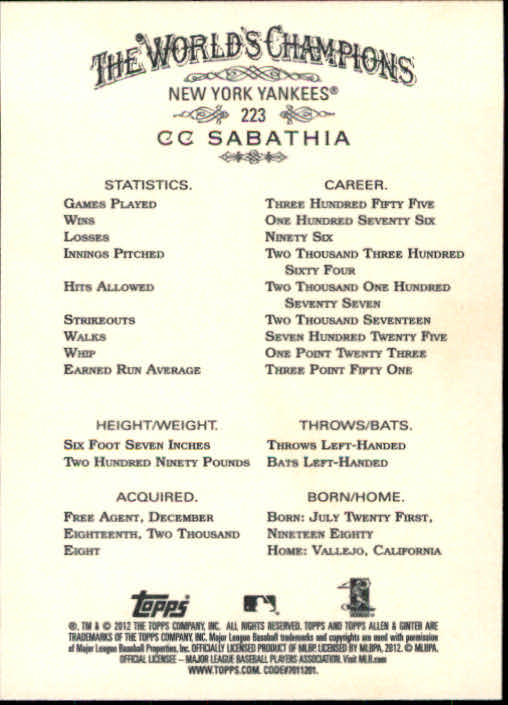 THE WORLD'S CHAMPIONS
NEW YORK YANKEES®
223
CC SABATHIA
STATISTICS. CAREER.
GAMES PLAYED THREE HUNDRED FIFTY FIVE
WINS ONE HUNDRED SEVENTY SIX
LOSSES NINETY SIX
INNINGS PITCHED TWO THOUSAND THREE HUNDRED
SIXTY FOUR
HITS ALLOWED TWO THOUSAND ONE HUNDRED
SEVENTY SEVEN
STRIKEOUTS TWO THOUSAND SEVENTEEN
WALKS SEVEN HUNDRED TWENTY FIVE
WHIP ONE POINT TWENTY THREE
EARNED RUN AVERAGE THREE POINT FIFTY ONE
HEIGHT/WEIGHT. THROWS/BATS.
SIX FOOT SEVEN INCHES THROWS LEFT-HANDED
TWO HUNDRED NINETY POUNDS BATS LEFT-HANDED
ACQUIRED. BORN/HOME.
FREE AGENT, DECEMBER BORN: JULY TWENTY FIRST,
EIGHTEENTH, TWO THOUSAND NINETEEN EIGHTY
EIGHT HOME: VALLEJO, CALIFORNIA
Topps
®, TM & © 2012 THE TOPPS COMPANY, INC. ALL RIGHTS RESERVED. TOPPS AND TOPPS ALLEN & GINTER ARE
TRADEMARKS OF THE TOPPS COMPANY, INC. Major League Baseball trademarks and copyrights are used with permission
of Major League Baseball Properties, Inc. OFFICIALLY LICENSED PRODUCT OF MLBP. LICENSED BY MLBPA, 2012. © MLBPA.
OFFICIAL LICENSEE – MAJOR LEAGUE BASEBALL PLAYERS ASSOCIATION. Visit MLB.com
WWW.TOPPS.COM. CODE#7011201.